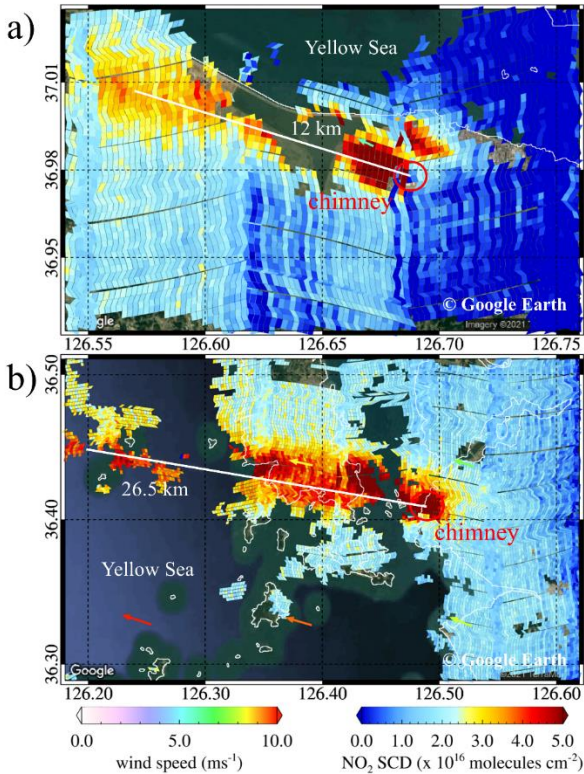 a)
Yellow Sea
37.01
12 km
36.98
chimney
36.95
© Google Earth
Google
Imagery ©2021
126.55 126.60 126.65 126.70 126.75
b)
36.50
26.5 km
36.40
chimney
Yellow Sea
36.30
Google
© Google Earth
126.20 126.30 126.40 126.50 126.60
0.0 5.0 10.0 0.0 1.0 2.0 3.0 4.0 5.0
wind speed (ms⁻¹) NO₂ SCD (x 10¹⁶ molecules cm⁻²)